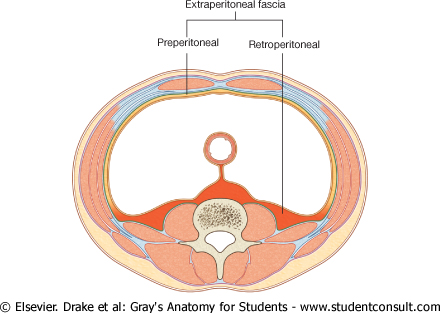 Extraperitoneal fascia
Preperitoneal
Retroperitoneal
© Elsevier. Drake et al: Gray's Anatomy for Students - www.studentconsult.com